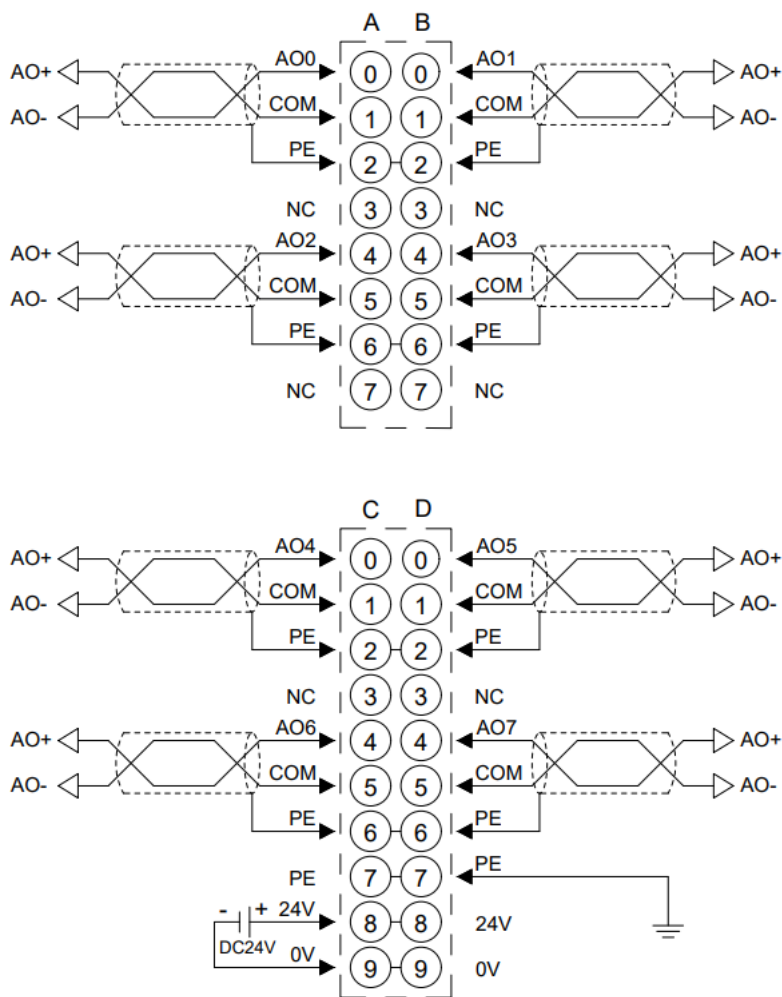 A B
AO+ AO0 0 0 AO1 AO+
AO- COM 1 1 COM AO-
PE 2 2 PE
NC 3 3 NC
AO+ AO2 4 4 AO3 AO+
AO- COM 5 5 COM AO-
PE 6 6 PE
NC 7 7 NC
C D
AO+ AO4 0 0 AO5 AO+
AO- COM 1 1 COM AO-
PE 2 2 PE
NC 3 3 NC
AO+ AO6 4 4 AO7 AO+
AO- COM 5 5 COM AO-
PE 6 6 PE
PE 7 7 PE
- + 24V 8 8 24V
DC24V 0V 9 9 0V